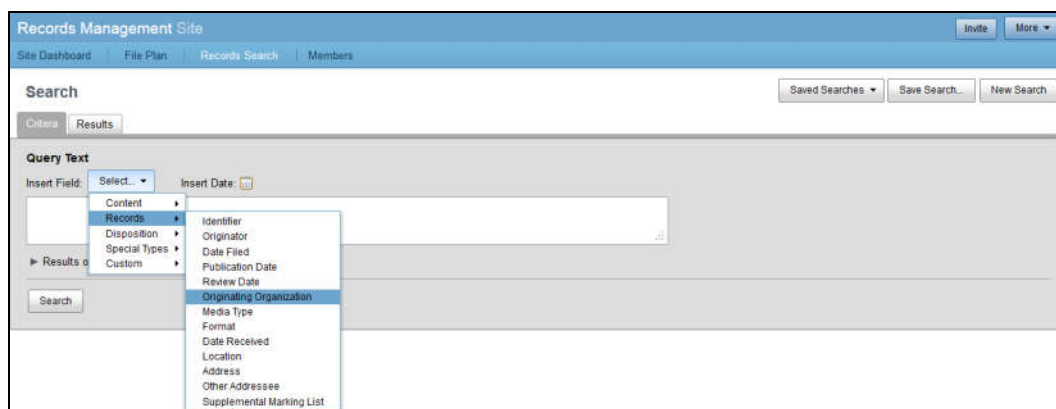 Records Management Site
Invite More
Site Dashboard File Plan Records Search Members
Search
Saved Searches Save Search... New Search
Criteria Results
Query Text
Insert Field: Select... Insert Date:
Content
Records
Disposition
Special Types
Custom
Identifier
Originator
Date Filed
Publication Date
Review Date
Originating Organization
Media Type
Format
Date Received
Location
Address
Other Addressee
Supplemental Marking List
Results
Search